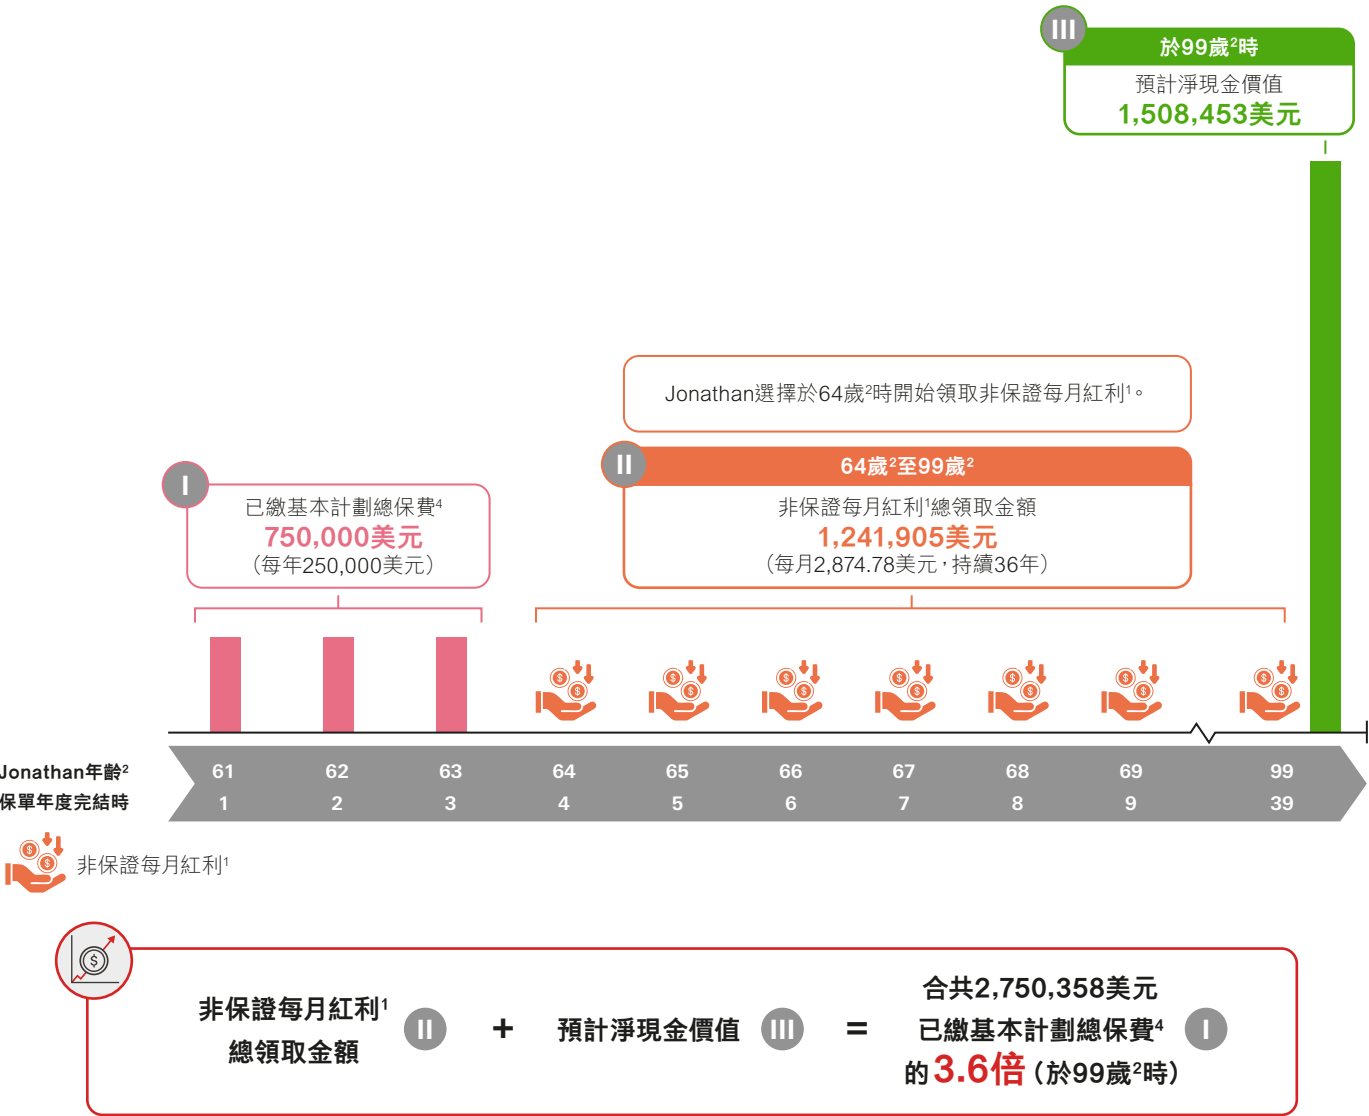 III
於99歲²時
預計淨現金價值
1,508,453美元
Jonathan選擇於64歲²時開始領取非保證每月紅利¹。
II
64歲²至99歲²
非保證每月紅利¹總領取金額
1,241,905美元
（每月2,874.78美元，持續36年）
I
已繳基本計劃總保費⁴
750,000美元
（每年250,000美元）
Jonathan年齡² 61 62 63 64 65 66 67 68 69 99
保單年度完結時 1 2 3 4 5 6 7 8 9 39
非保證每月紅利¹
非保證每月紅利¹
總領取金額
II
+
預計淨現金價值
III
=
合共2,750,358美元
已繳基本計劃總保費⁴
I
的3.6倍（於99歲²時）